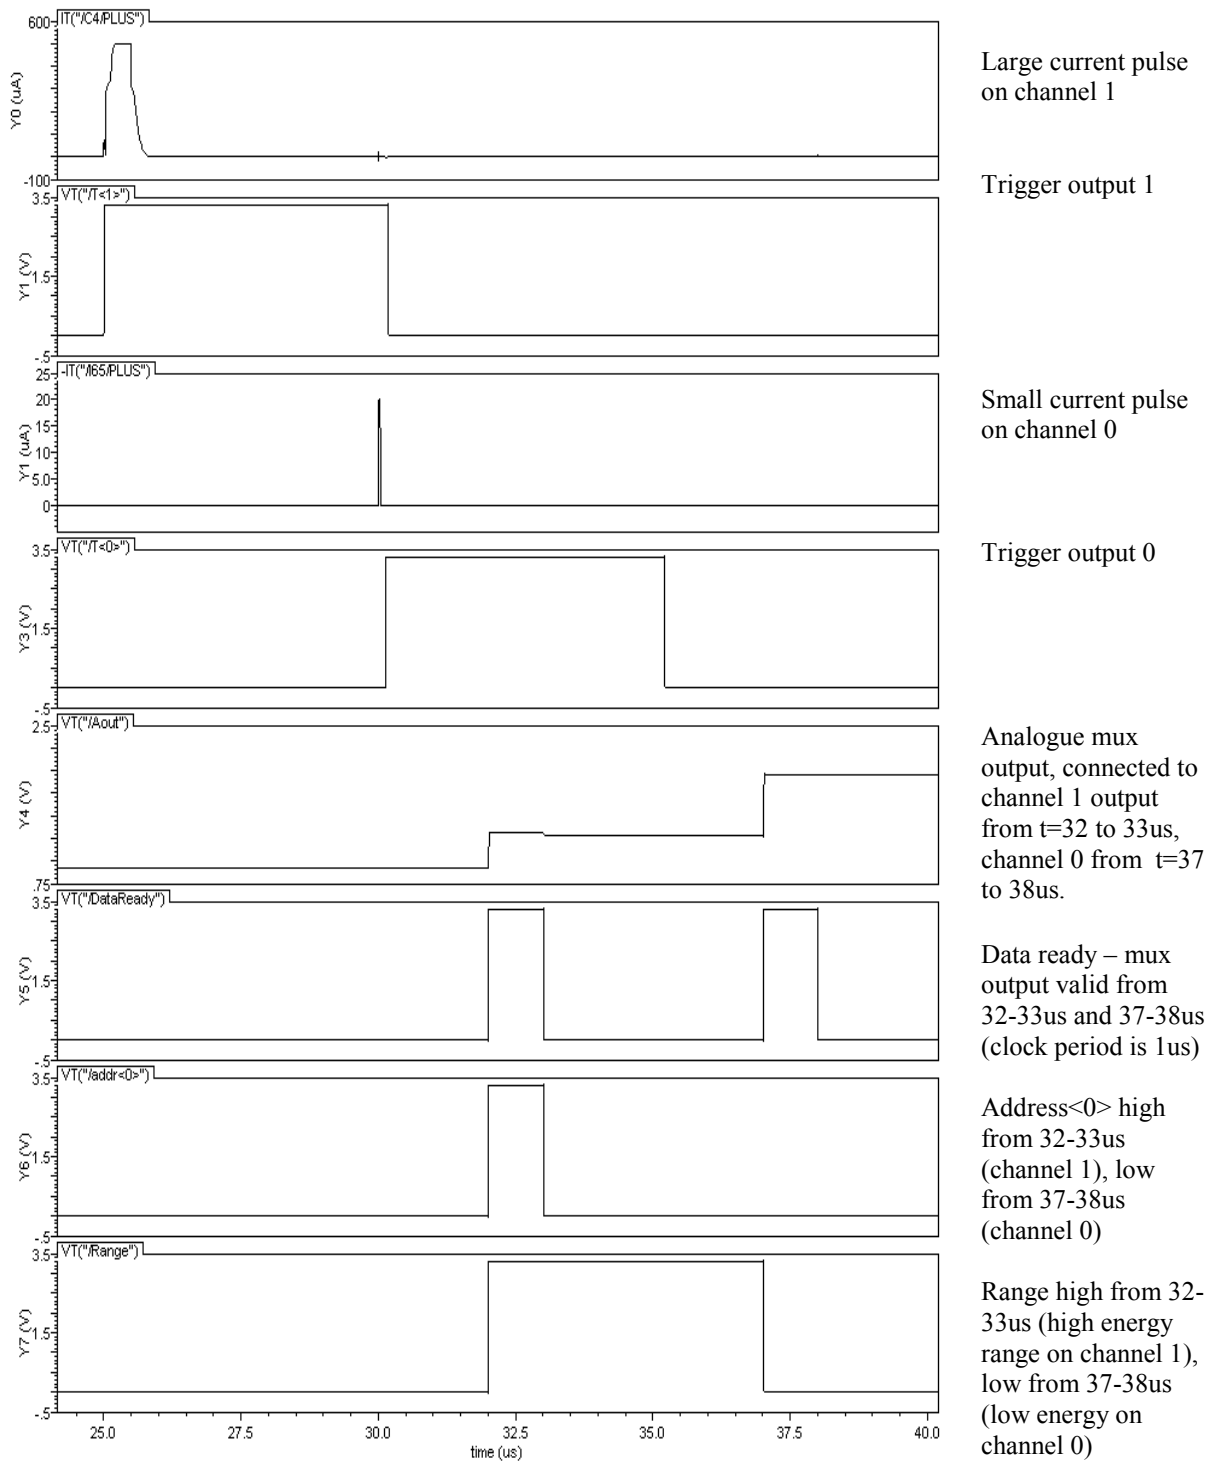 IT("/C4/PLUS")
600
Y0 (uA)
-100
Large current pulse
on channel 1
VT("/T<1>")
3.5
Y1 (V)
1.5
-.5
Trigger output 1
-IT("/I65/PLUS")
25
20
15
10
5.0
0
Y1 (uA)
Small current pulse
on channel 0
VT("/T<0>")
3.5
Y3 (V)
1.5
-.5
Trigger output 0
VT("/Aout")
2.5
Y4 (V)
.75
Analogue mux
output, connected to
channel 1 output
from t=32 to 33us,
channel 0 from t=37
to 38us.
VT("/DataReady")
3.5
Y5 (V)
1.5
-.5
Data ready – mux
output valid from
32-33us and 37-38us
(clock period is 1us)
VT("/addr<0>")
3.5
Y6 (V)
1.5
-.5
Address<0> high
from 32-33us
(channel 1), low
from 37-38us
(channel 0)
VT("/Range")
3.5
Y7 (V)
1.5
-.5
Range high from 32-
33us (high energy
range on channel 1),
low from 37-38us
(low energy on
channel 0)
25.0 27.5 30.0 32.5 35.0 37.5 40.0
time (us)